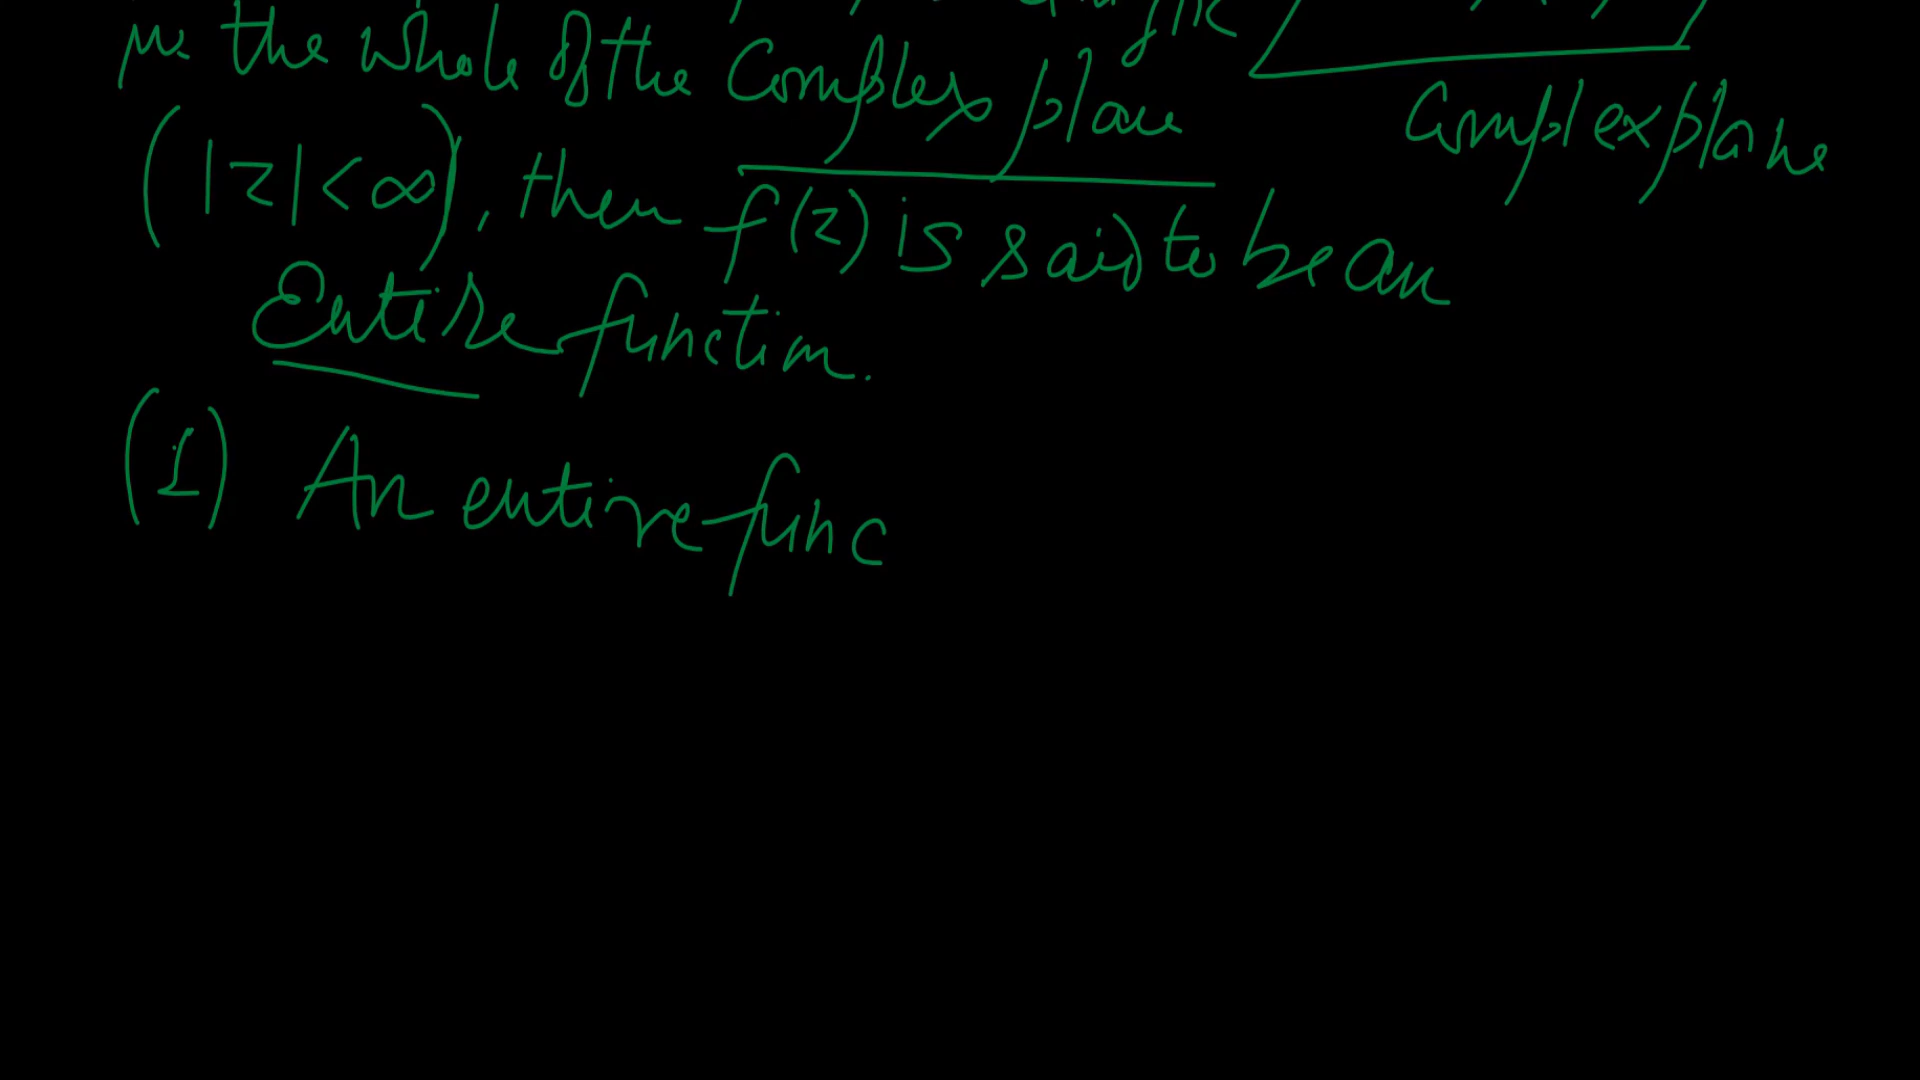 in the whole of the Complex plane
Complex plane
(|z|<∞), then f(z) is said to be an
Entire function.
(1) An entire func